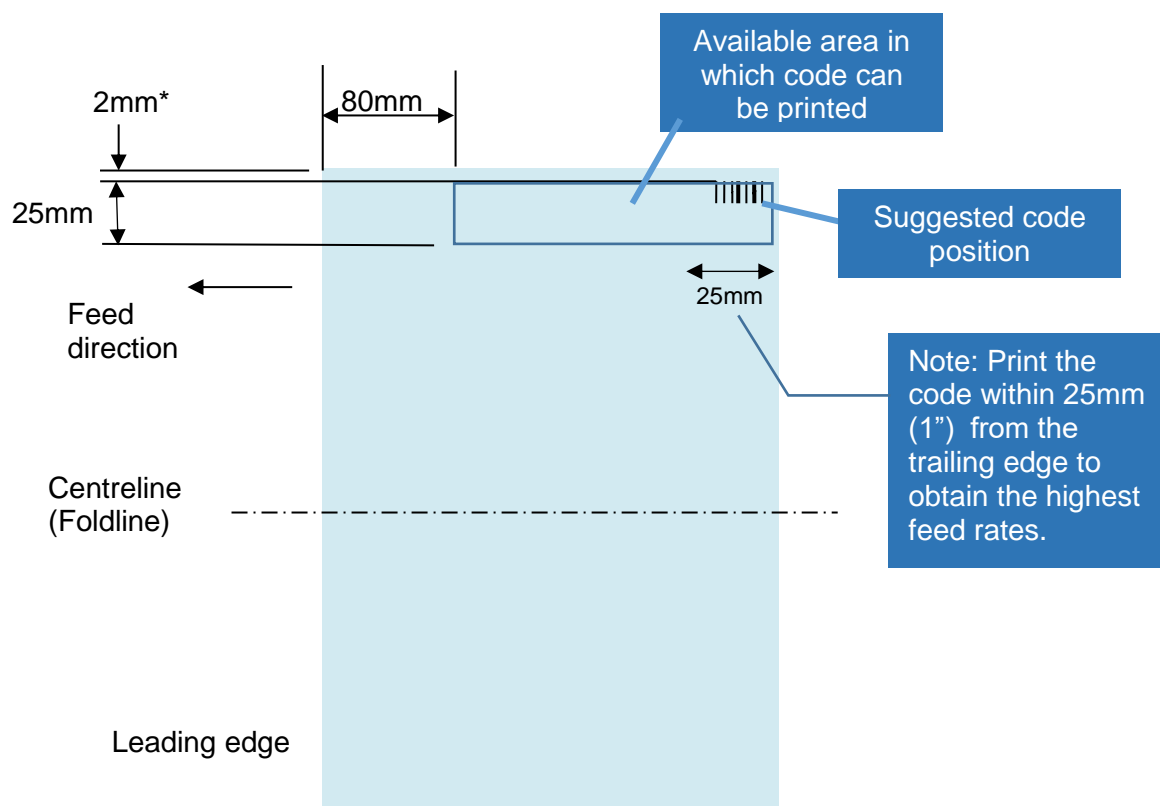 Available area in
which code can
be printed
2mm*
80mm
25mm
Suggested code
position
25mm
Feed
direction
Note: Print the
code within 25mm
(1”) from the
trailing edge to
obtain the highest
feed rates.
Centreline
(Foldline)
Leading edge